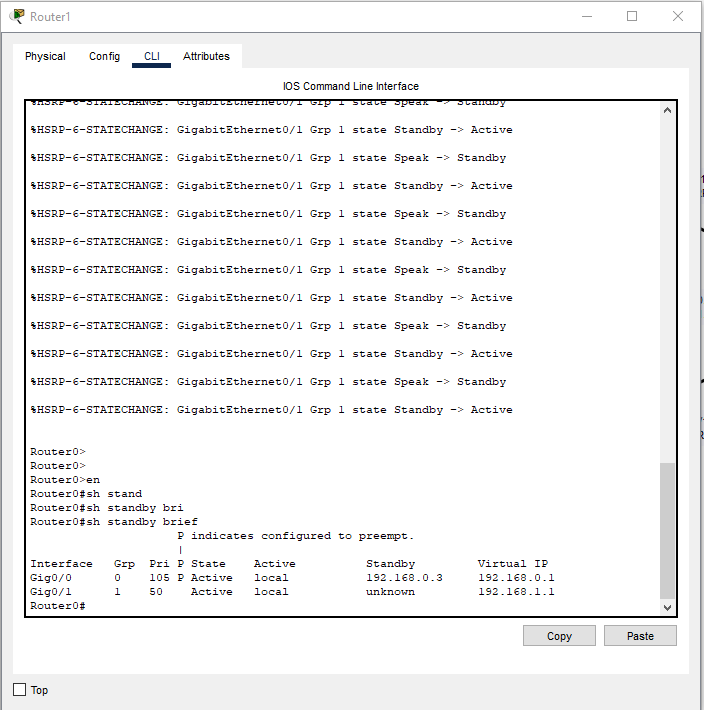 Router1
Physical Config CLI Attributes
IOS Command Line Interface
%HSRP-6-STATECHANGE: GigabitEthernet0/1 Grp 1 state Speak -> Standby
%HSRP-6-STATECHANGE: GigabitEthernet0/1 Grp 1 state Standby -> Active
%HSRP-6-STATECHANGE: GigabitEthernet0/1 Grp 1 state Speak -> Standby
%HSRP-6-STATECHANGE: GigabitEthernet0/1 Grp 1 state Standby -> Active
%HSRP-6-STATECHANGE: GigabitEthernet0/1 Grp 1 state Speak -> Standby
%HSRP-6-STATECHANGE: GigabitEthernet0/1 Grp 1 state Standby -> Active
%HSRP-6-STATECHANGE: GigabitEthernet0/1 Grp 1 state Speak -> Standby
%HSRP-6-STATECHANGE: GigabitEthernet0/1 Grp 1 state Standby -> Active
%HSRP-6-STATECHANGE: GigabitEthernet0/1 Grp 1 state Speak -> Standby
%HSRP-6-STATECHANGE: GigabitEthernet0/1 Grp 1 state Standby -> Active
%HSRP-6-STATECHANGE: GigabitEthernet0/1 Grp 1 state Speak -> Standby
%HSRP-6-STATECHANGE: GigabitEthernet0/1 Grp 1 state Standby -> Active
Router0>
Router0>
Router0>en
Router0#sh stand
Router0#sh standby bri
Router0#sh standby brief
P indicates configured to preempt.
|
Interface Grp Pri P State Active Standby Virtual IP
Gig0/0 0 105 P Active local 192.168.0.3 192.168.0.1
Gig0/1 1 50 Active local unknown 192.168.1.1
Router0#
Copy Paste
Top